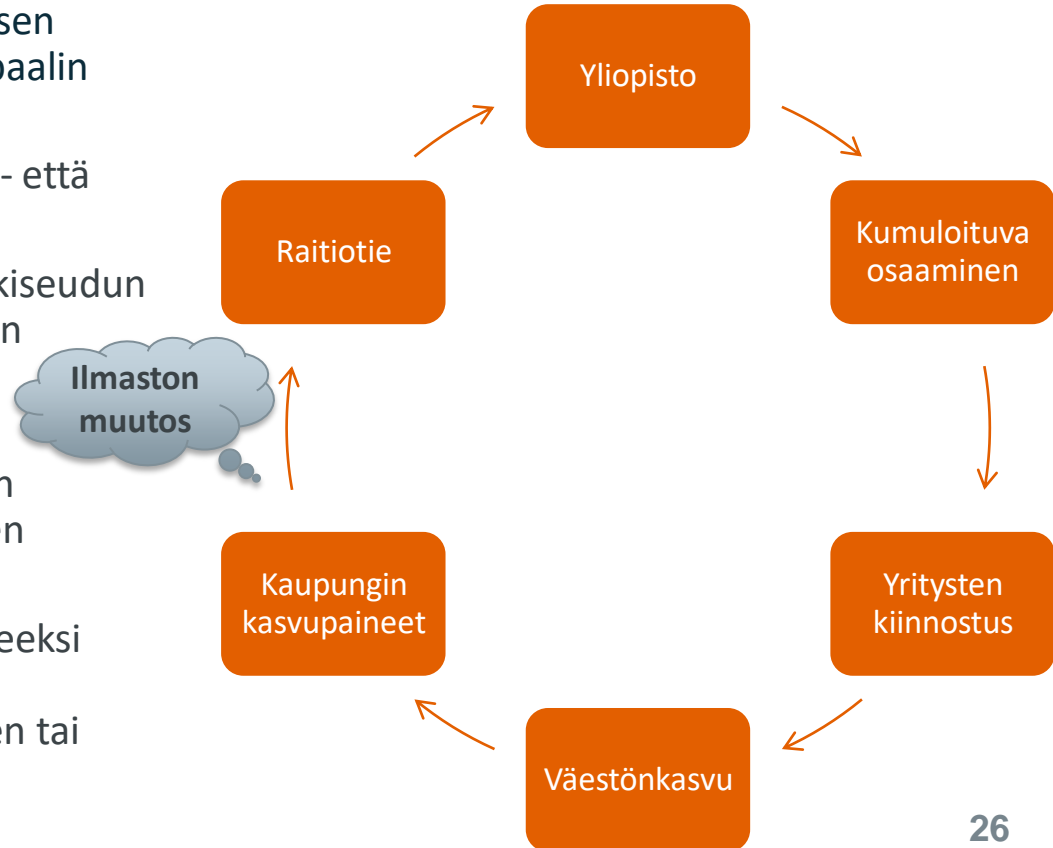 sen
paalin
- että
kiseudun
n
n
en
eeksi
en tai
Yliopisto
Kumuloituva
osaaminen
Yritysten
kiinnostus
Väestönkasvu
Kaupungin
kasvupaineet
Ilmaston
muutos
Raitiotie
26